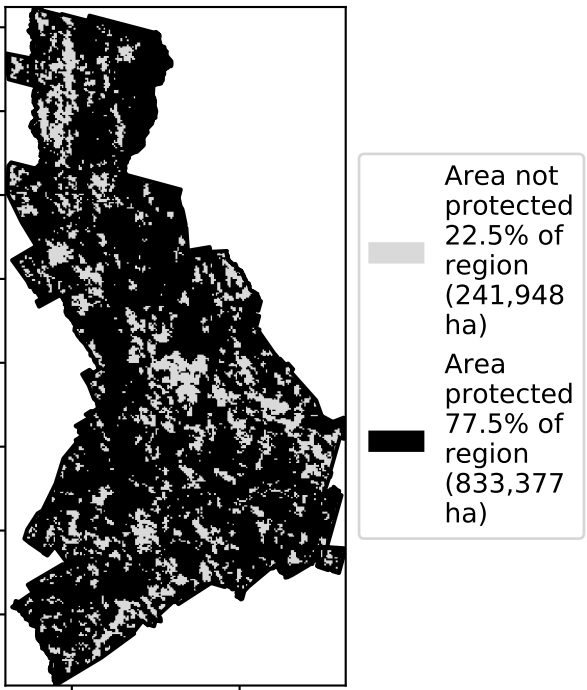 Area not
protected
22.5% of
region
(241,948
ha)
Area
protected
77.5% of
region
(833,377
ha)